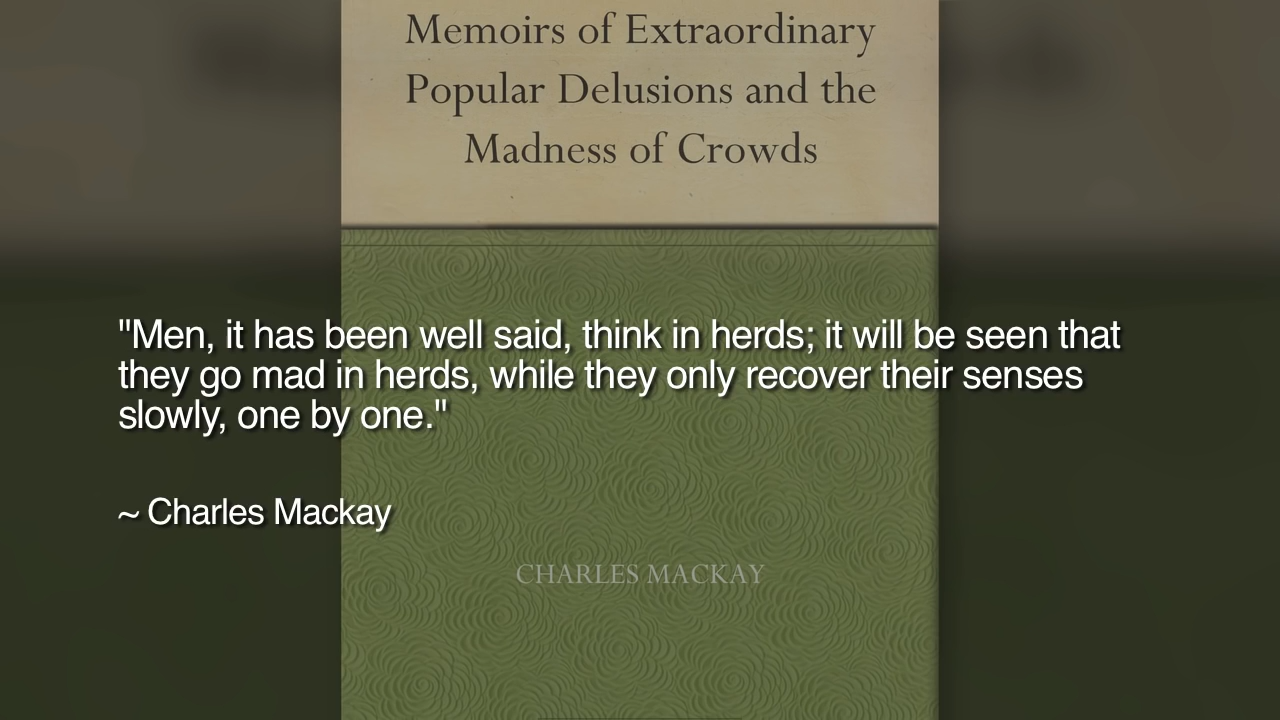 Memoirs of Extraordinary
Popular Delusions and the
Madness of Crowds
"Men, it has been well said, think in herds; it will be seen that
they go mad in herds, while they only recover their senses
slowly, one by one."
~ Charles Mackay
CHARLES MACKAY